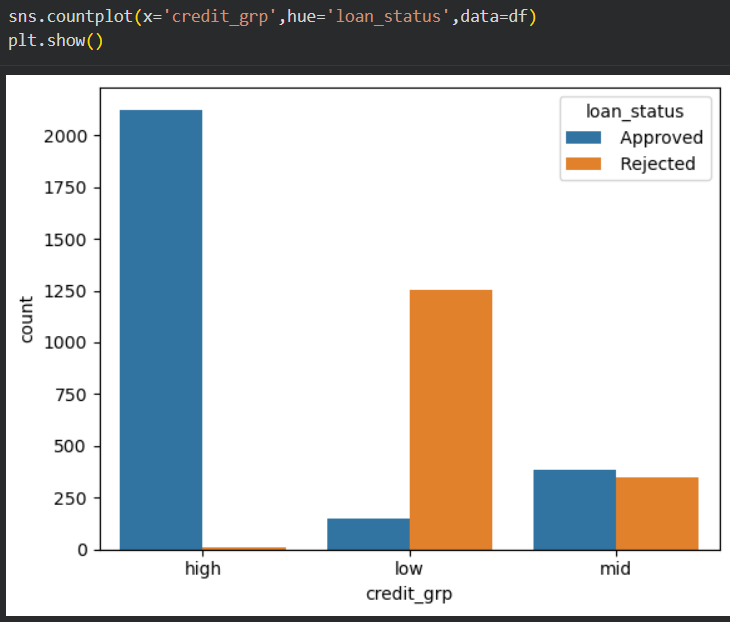 sns.countplot(x='credit_grp',hue='loan_status',data=df)
plt.show()
loan_status
Approved
Rejected
2000
1750
1500
1250
1000
750
500
250
0
count
high low mid
credit_grp